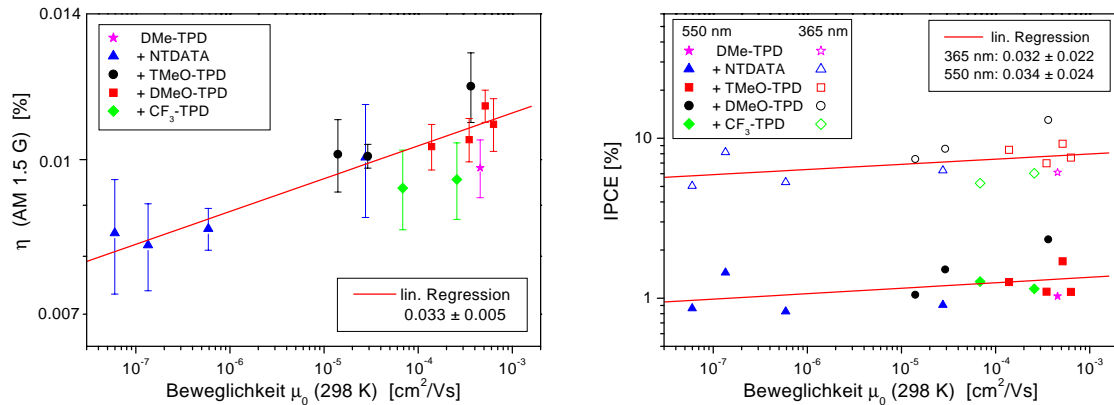 0.014
0.01
0.007
η (AM 1.5 G) [%]
DMe-TPD
+ NTDATA
+ TMeO-TPD
+ DMeO-TPD
+ CF₃-TPD
lin. Regression
0.033 ± 0.005
10⁻⁷ 10⁻⁶ 10⁻⁵ 10⁻⁴ 10⁻³
Beweglichkeit μ₀ (298 K) [cm²/Vs]
10
1
IPCE [%]
550 nm 365 nm
DMe-TPD
+ NTDATA
+ TMeO-TPD
+ DMeO-TPD
+ CF₃-TPD
lin. Regression
365 nm: 0.032 ± 0.022
550 nm: 0.034 ± 0.024
10⁻⁷ 10⁻⁶ 10⁻⁵ 10⁻⁴ 10⁻³
Beweglichkeit μ₀ (298 K) [cm²/Vs]